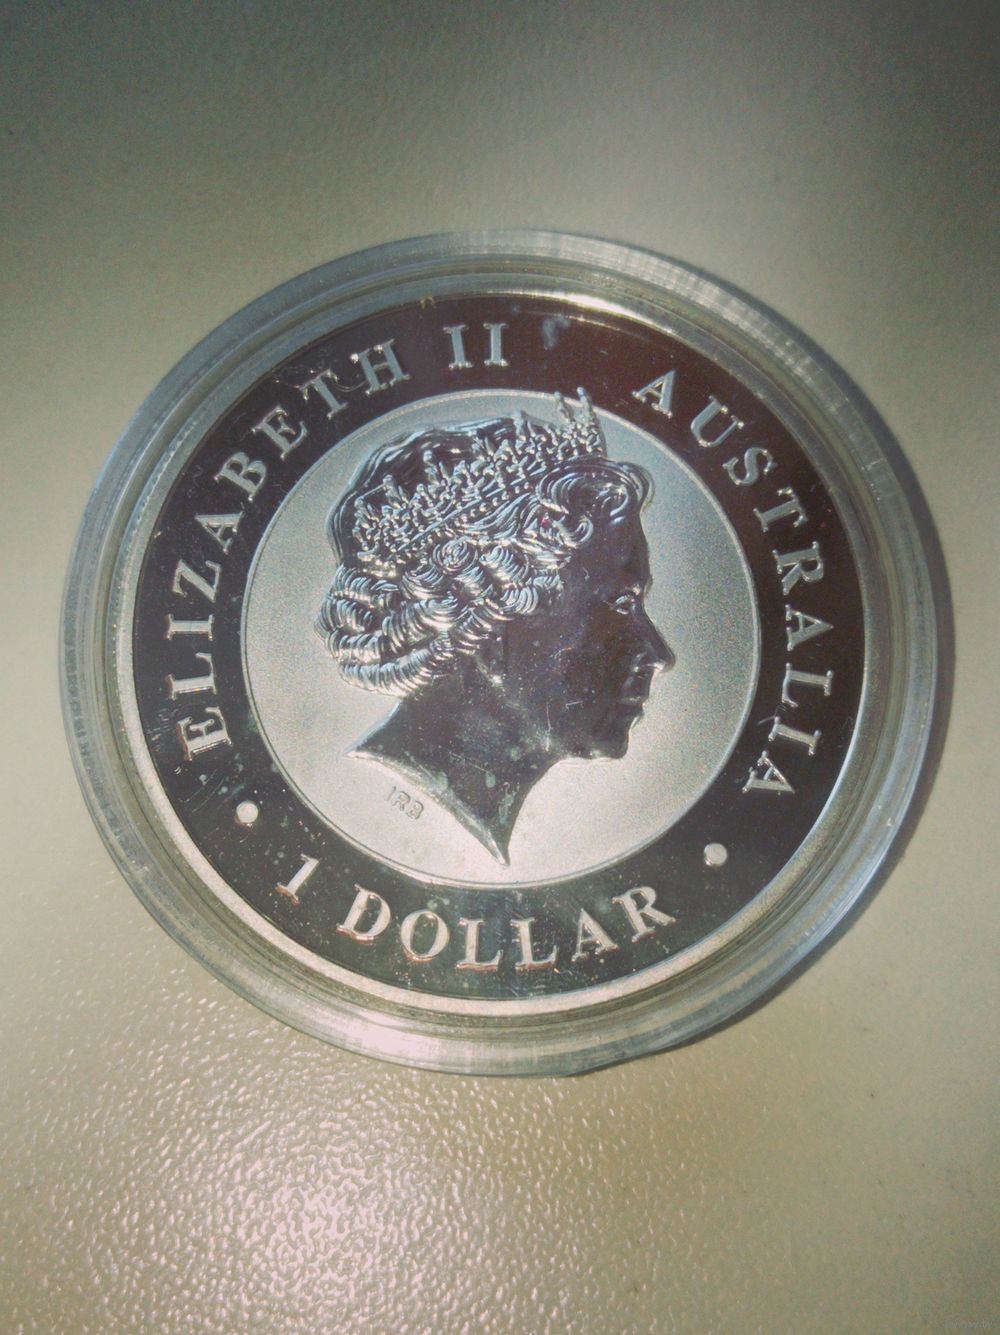 ELIZABETH II AUSTRALIA
1 DOLLAR
IRB